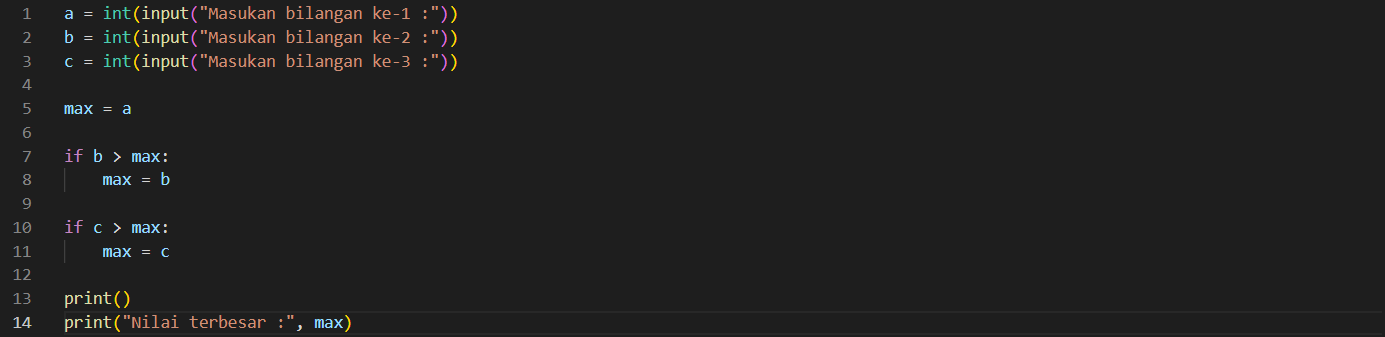 1 a = int(input("Masukan bilangan ke-1 :"))
2 b = int(input("Masukan bilangan ke-2 :"))
3 c = int(input("Masukan bilangan ke-3 :"))
4
5 max = a
6
7 if b > max:
8     max = b
9
10 if c > max:
11     max = c
12
13 print()
14 print("Nilai terbesar :", max)